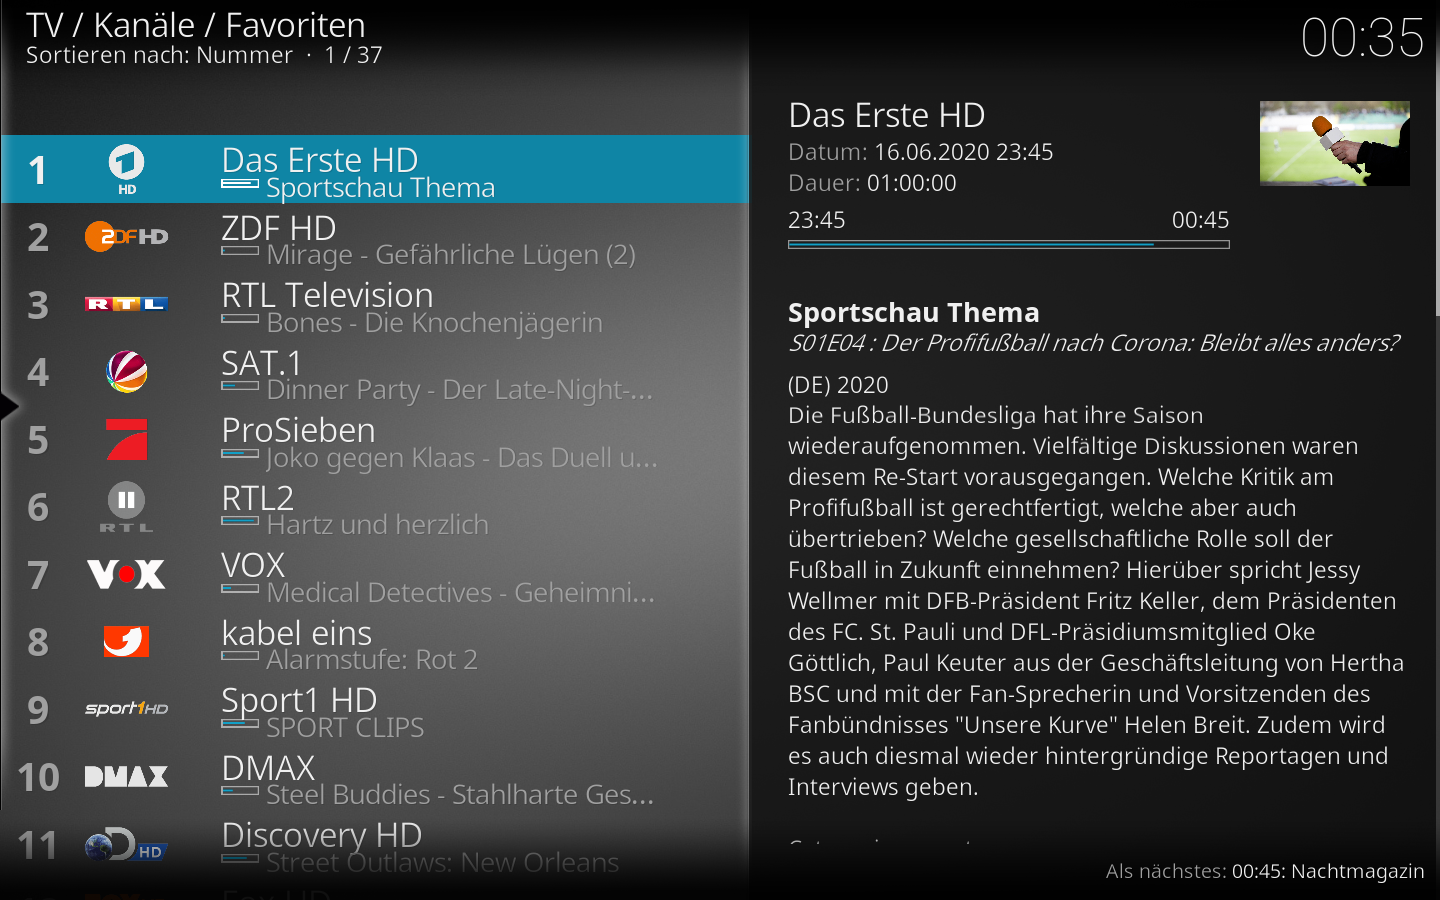 TV / Kanäle / Favoriten
Sortieren nach: Nummer · 1 / 37
00:35
1
HD
Das Erste HD
Sportschau Thema
2
ZDF HD
ZDF HD
Mirage - Gefährliche Lügen (2)
3
RTL
RTL Television
Bones - Die Knochenjägerin
4
SAT.1
Dinner Party - Der Late-Night-...
5
ProSieben
Joko gegen Klaas - Das Duell u...
6
RTL
RTL2
Hartz und herzlich
7
VOX
VOX
Medical Detectives - Geheimni...
8
kabel eins
Alarmstufe: Rot 2
9
sport1HD
Sport1 HD
SPORT CLIPS
10
DMAX
DMAX
Steel Buddies - Stahlharte Ges...
11
D HD
Discovery HD
Street Outlaws: New Orleans
Fox HD
Das Erste HD
Datum: 16.06.2020 23:45
Dauer: 01:00:00
23:45 00:45
Sportschau Thema
S01E04 : Der Profifußball nach Corona: Bleibt alles anders?
(DE) 2020
Die Fußball-Bundesliga hat ihre Saison
wiederaufgenommen. Vielfältige Diskussionen waren
diesem Re-Start vorausgegangen. Welche Kritik am
Profifußball ist gerechtfertigt, welche aber auch
übertrieben? Welche gesellschaftliche Rolle soll der
Fußball in Zukunft einnehmen? Hierüber spricht Jessy
Wellmer mit DFB-Präsident Fritz Keller, dem Präsidenten
des FC. St. Pauli und DFL-Präsidiumsmitglied Oke
Göttlich, Paul Keuter aus der Geschäftsleitung von Hertha
BSC und mit der Fan-Sprecherin und Vorsitzenden des
Fanbündnisses "Unsere Kurve" Helen Breit. Zudem wird
es auch diesmal wieder hintergründige Reportagen und
Interviews geben.
Als nächstes: 00:45: Nachtmagazin